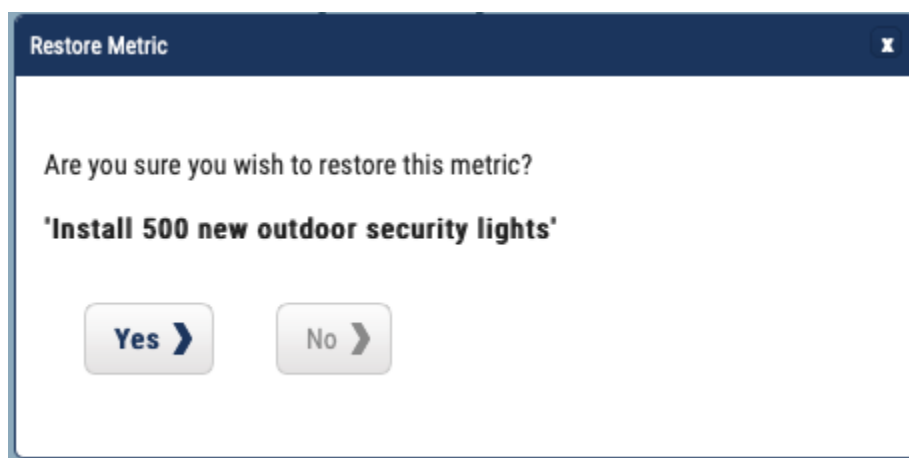 Restore Metric x
Are you sure you wish to restore this metric?
'Install 500 new outdoor security lights'
Yes ❯ No ❯